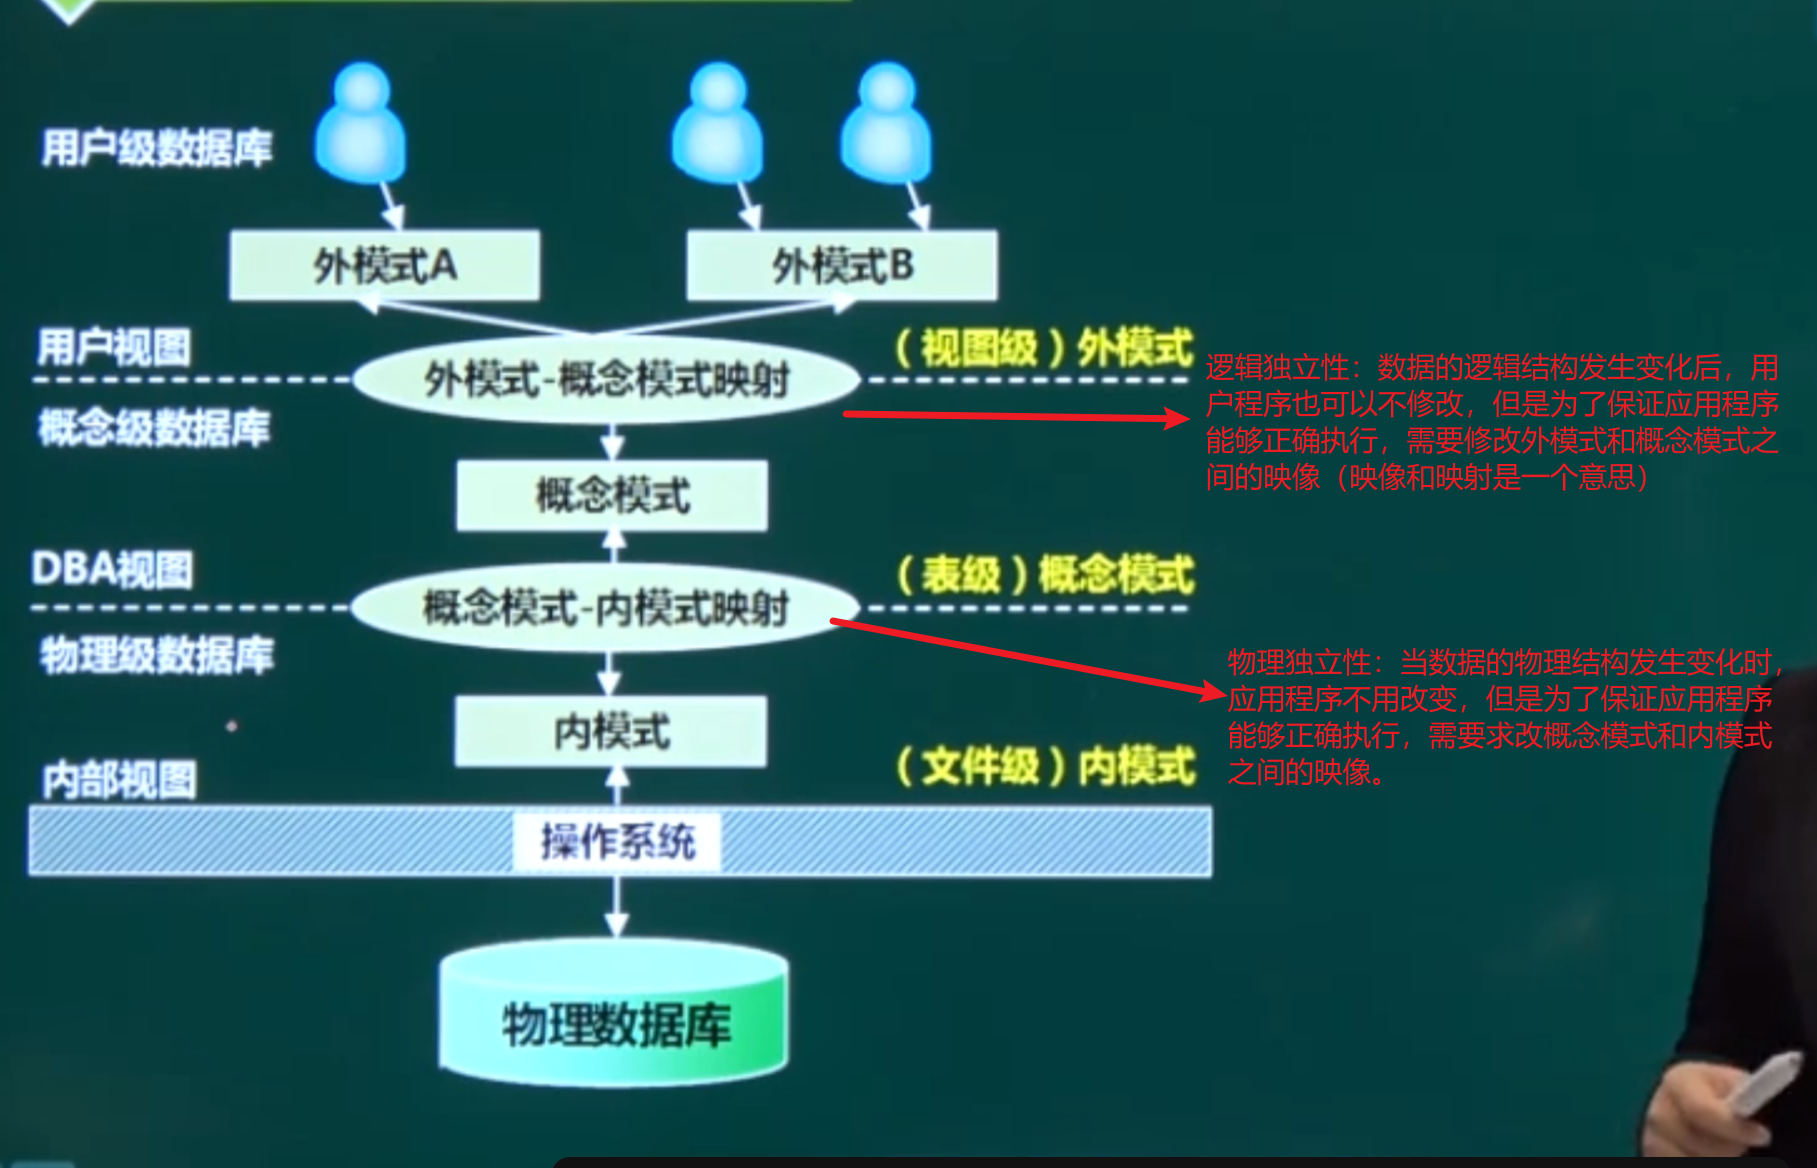 用户级数据库
外模式A
外模式B
用户视图
外模式-概念模式映射
（视图级）外模式
概念级数据库
逻辑独立性：数据的逻辑结构发生变化后，用
户程序也可以不修改，但是为了保证应用程序
能够正确执行，需要修改外模式和概念模式之
间的映像（映像和映射是一个意思）
概念模式
DBA视图
（表级）概念模式
概念模式-内模式映射
物理级数据库
物理独立性：当数据的物理结构发生变化时，
应用程序不用改变，但是为了保证应用程序
能够正确执行，需要求改概念模式和内模式
之间的映像。
内模式
内部视图
（文件级）内模式
操作系统
物理数据库